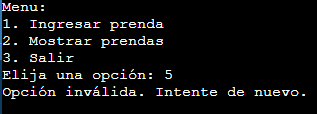 Menu:
1. Ingresar prenda
2. Mostrar prendas
3. Salir
Elija una opción: 5
Opción inválida. Intente de nuevo.